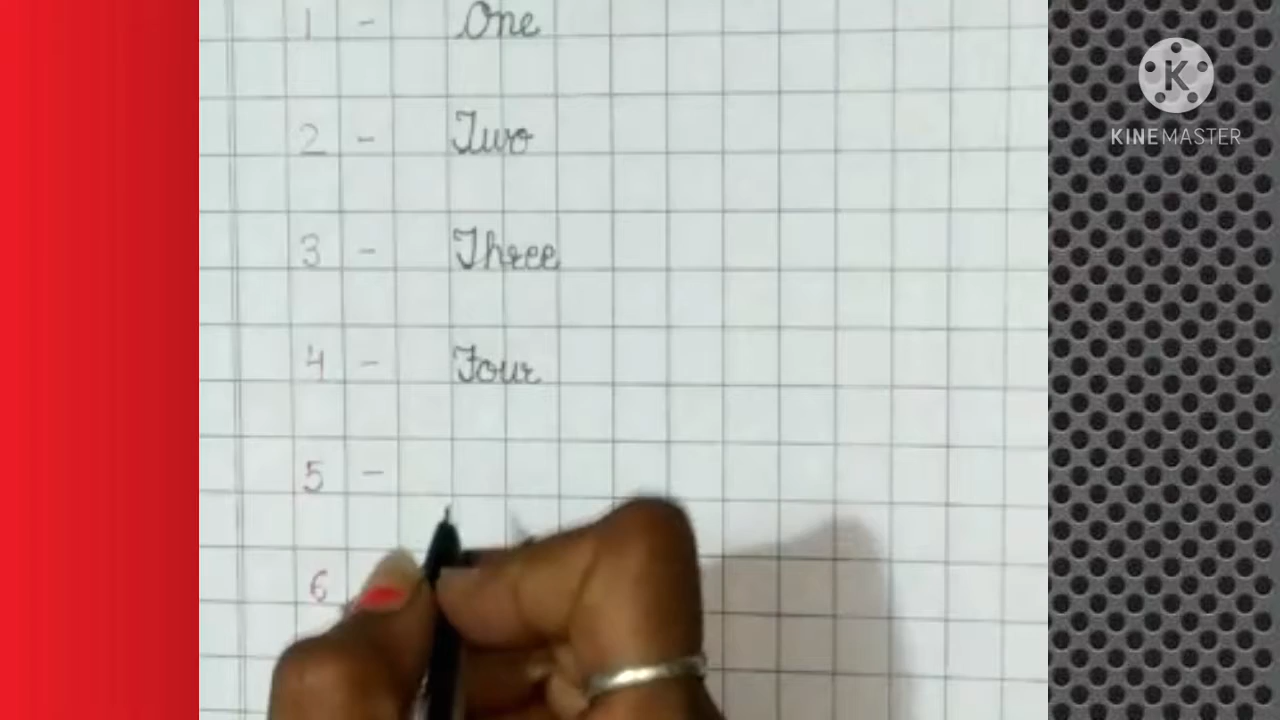 1 - One
2 - Two
3 - Three
4 - Four
5 -
6
K
KINEMASTER